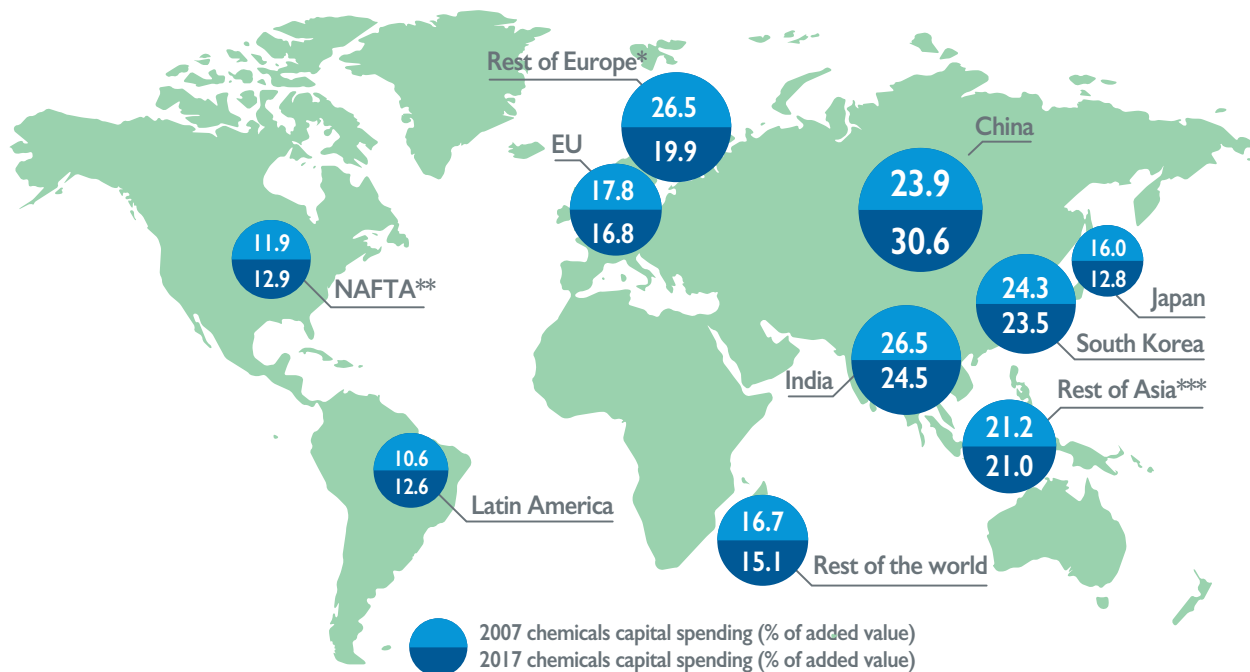 Rest of Europe*
26.5
19.9
EU
17.8
16.8
China
23.9
30.6
11.9
12.9
NAFTA**
16.0
12.8
Japan
24.3
23.5
South Korea
26.5
24.5
India
Rest of Asia***
21.2
21.0
10.6
12.6
Latin America
16.7
15.1
Rest of the world
2007 chemicals capital spending (% of added value)
2017 chemicals capital spending (% of added value)